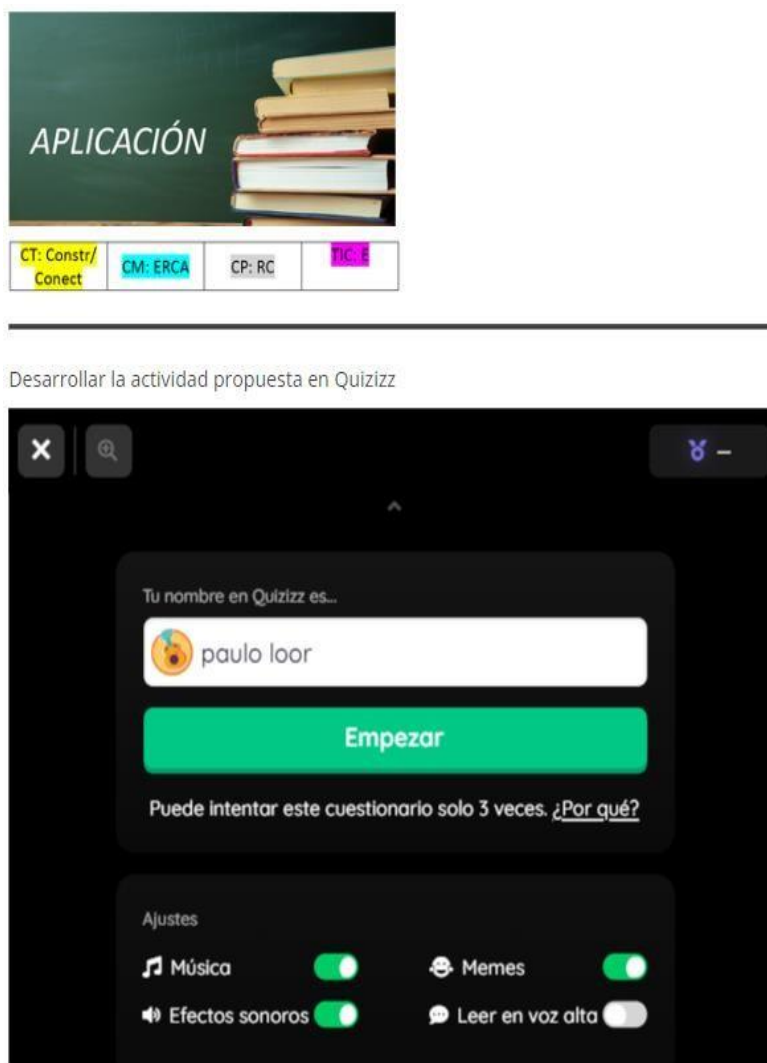 APLICACIÓN
CT: Constr/
Conect
CM: ERCA
CP: RC
TIC: E
Desarrollar la actividad propuesta en Quizizz
Tu nombre en Quizizz es...
paulo loor
Empezar
Puede intentar este cuestionario solo 3 veces. ¿Por qué?
Ajustes
Música
Memes
Efectos sonoros
Leer en voz alta